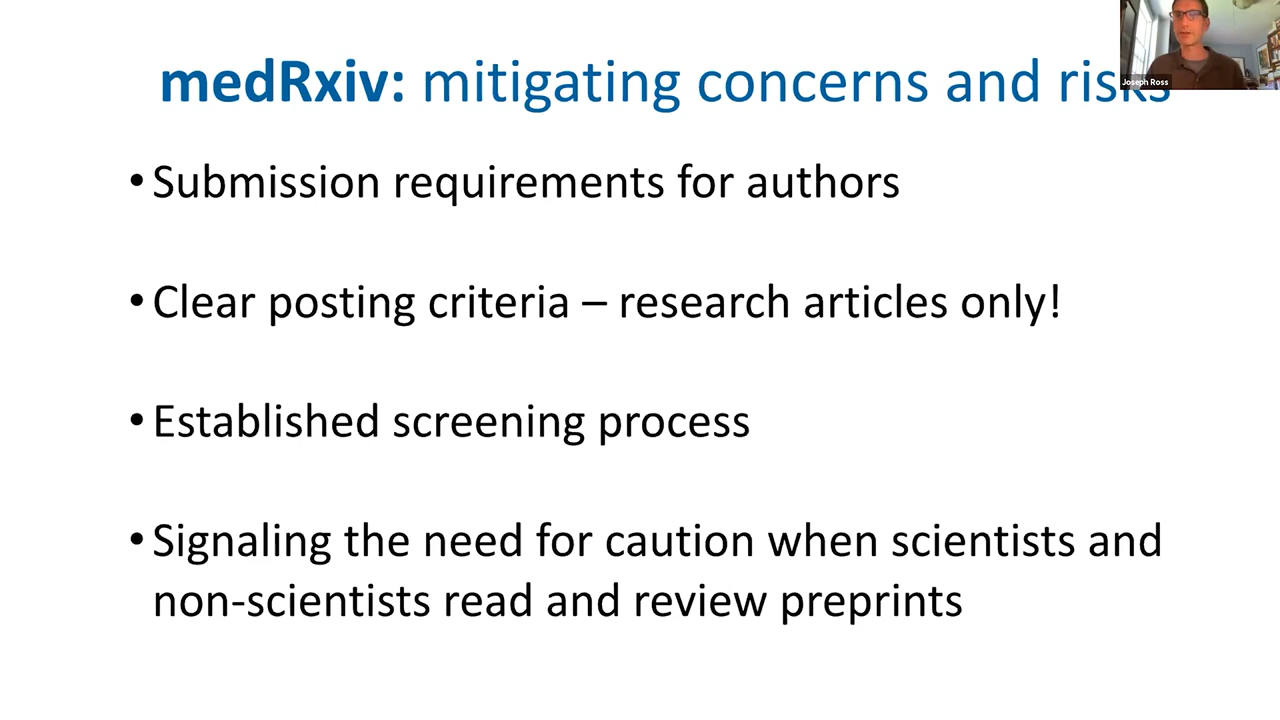 medRxiv: mitigating concerns and risks
Joseph Ross
• Submission requirements for authors
• Clear posting criteria – research articles only!
• Established screening process
• Signaling the need for caution when scientists and
non-scientists read and review preprints